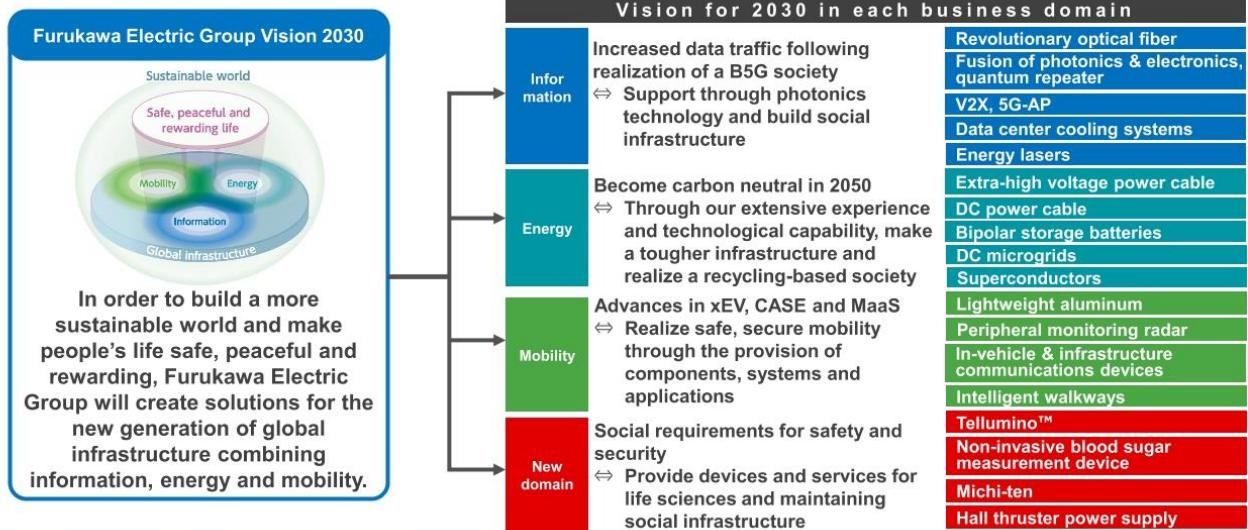 Furukawa Electric Group Vision 2030
Sustainable world
Safe, peaceful and
rewarding life
Mobility
Energy
Information
Global infrastructure
In order to build a more
sustainable world and make
people's life safe, peaceful and
rewarding, Furukawa Electric
Group will create solutions for the
new generation of global
infrastructure combining
information, energy and mobility.
Vision for 2030 in each business domain
Infor
mation
Increased data traffic following
realization of a B5G society
⇔ Support through photonics
technology and build social
infrastructure
Revolutionary optical fiber
Fusion of photonics & electronics,
quantum repeater
V2X, 5G-AP
Data center cooling systems
Energy lasers
Energy
Become carbon neutral in 2050
⇔ Through our extensive experience
and technological capability, make
a tougher infrastructure and
realize a recycling-based society
Extra-high voltage power cable
DC power cable
Bipolar storage batteries
DC microgrids
Superconductors
Mobility
Advances in xEV, CASE and MaaS
⇔ Realize safe, secure mobility
through the provision of
components, systems and
applications
Lightweight aluminum
Peripheral monitoring radar
In-vehicle & infrastructure
communications devices
Intelligent walkways
New
domain
Social requirements for safety and
security
⇔ Provide devices and services for
life sciences and maintaining
social infrastructure
Tellumino™
Non-invasive blood sugar
measurement device
Michi-ten
Hall thruster power supply